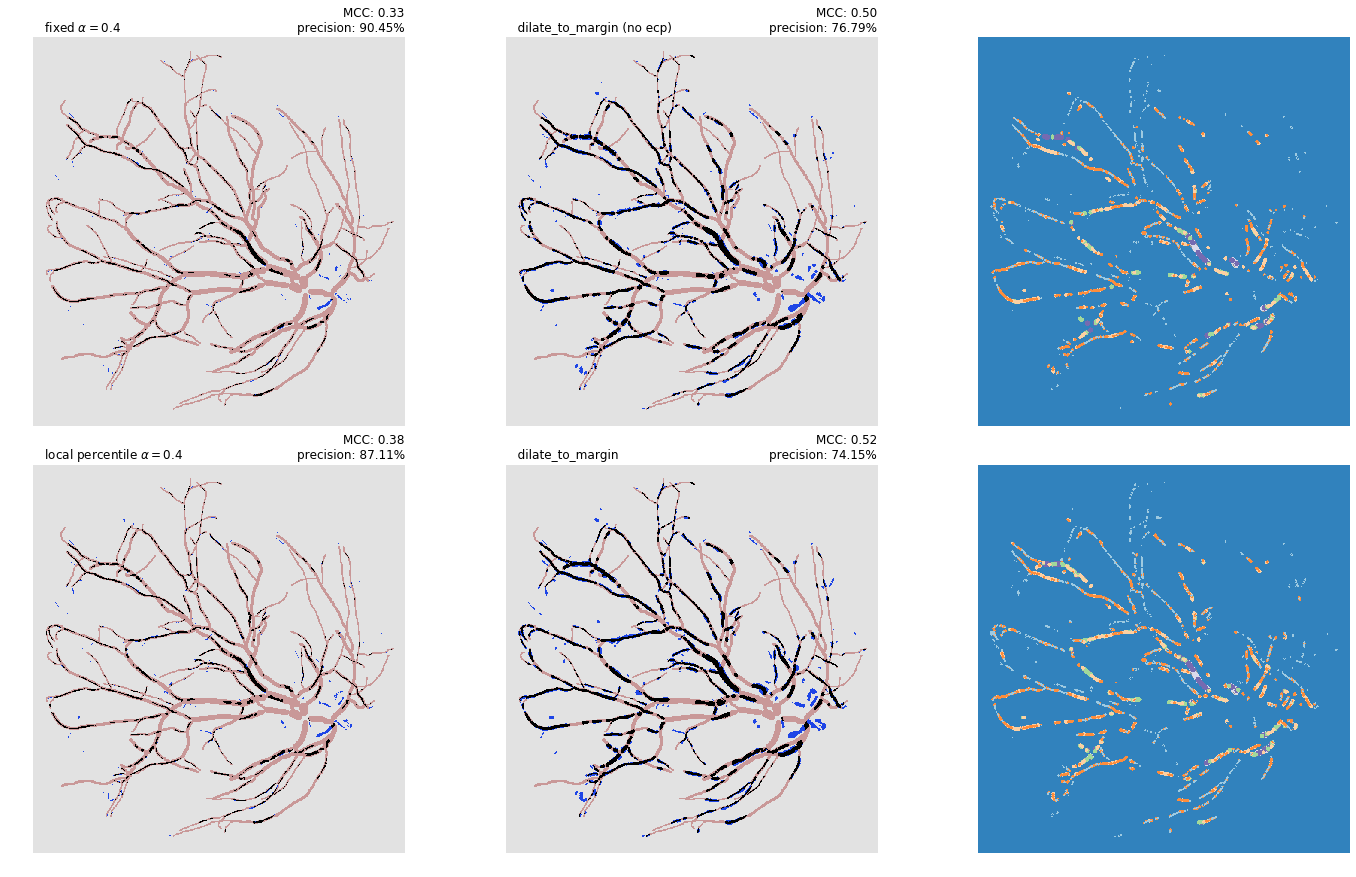 MCC: 0.33
fixed α = 0.4 precision: 90.45%
MCC: 0.50
dilate_to_margin (no ecp) precision: 76.79%
MCC: 0.38
local percentile α = 0.4 precision: 87.11%
MCC: 0.52
dilate_to_margin precision: 74.15%